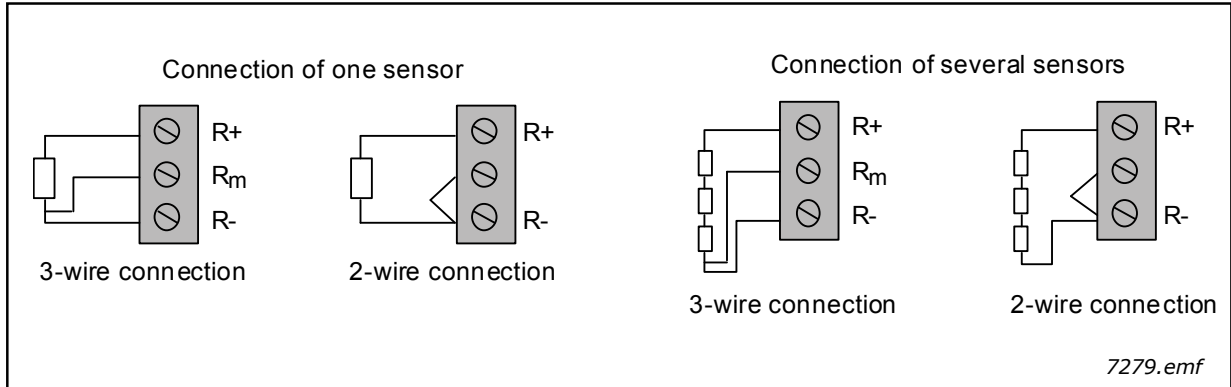 Connection of one sensor
R+
Rm
R-
3-wire connection
R+
R-
2-wire connection
Connection of several sensors
R+
Rm
R-
3-wire connection
R+
R-
2-wire connection
7279.emf